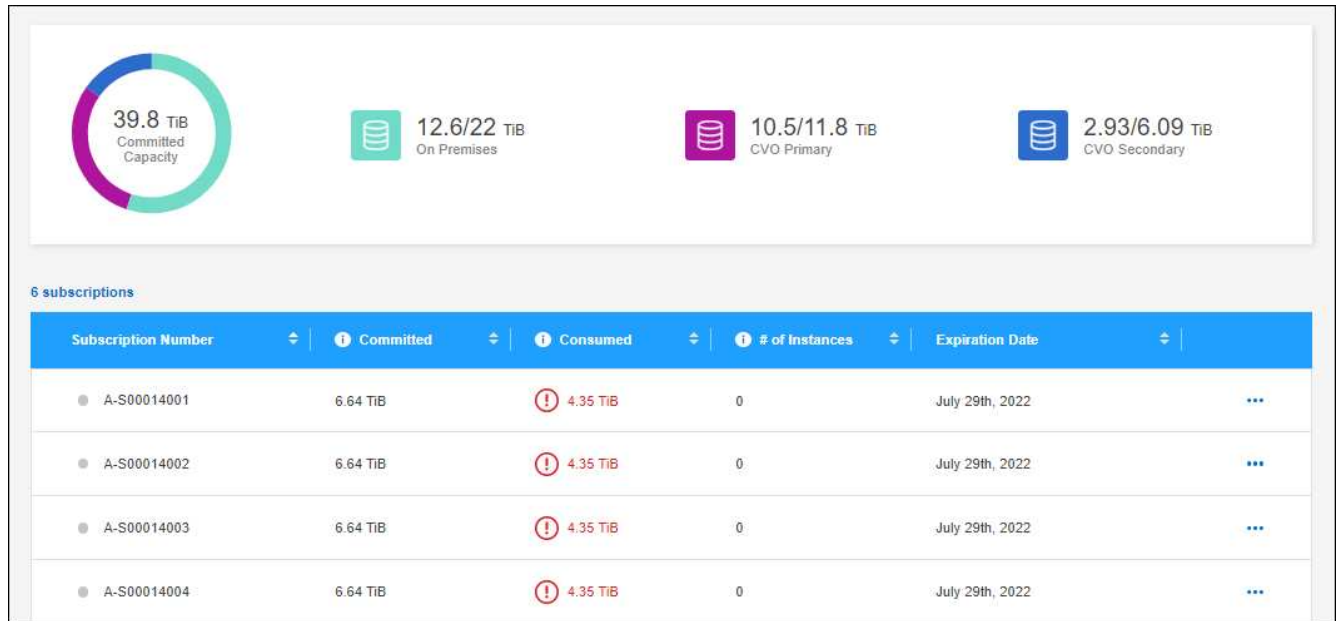 39.8 TiB
Committed
Capacity
12.6/22 TiB
On Premises
10.5/11.8 TiB
CVO Primary
2.93/6.09 TiB
CVO Secondary
6 subscriptions
Subscription Number Committed Consumed # of Instances Expiration Date
A-S00014001 6.64 TiB 4.35 TiB 0 July 29th, 2022
A-S00014002 6.64 TiB 4.35 TiB 0 July 29th, 2022
A-S00014003 6.64 TiB 4.35 TiB 0 July 29th, 2022
A-S00014004 6.64 TiB 4.35 TiB 0 July 29th, 2022